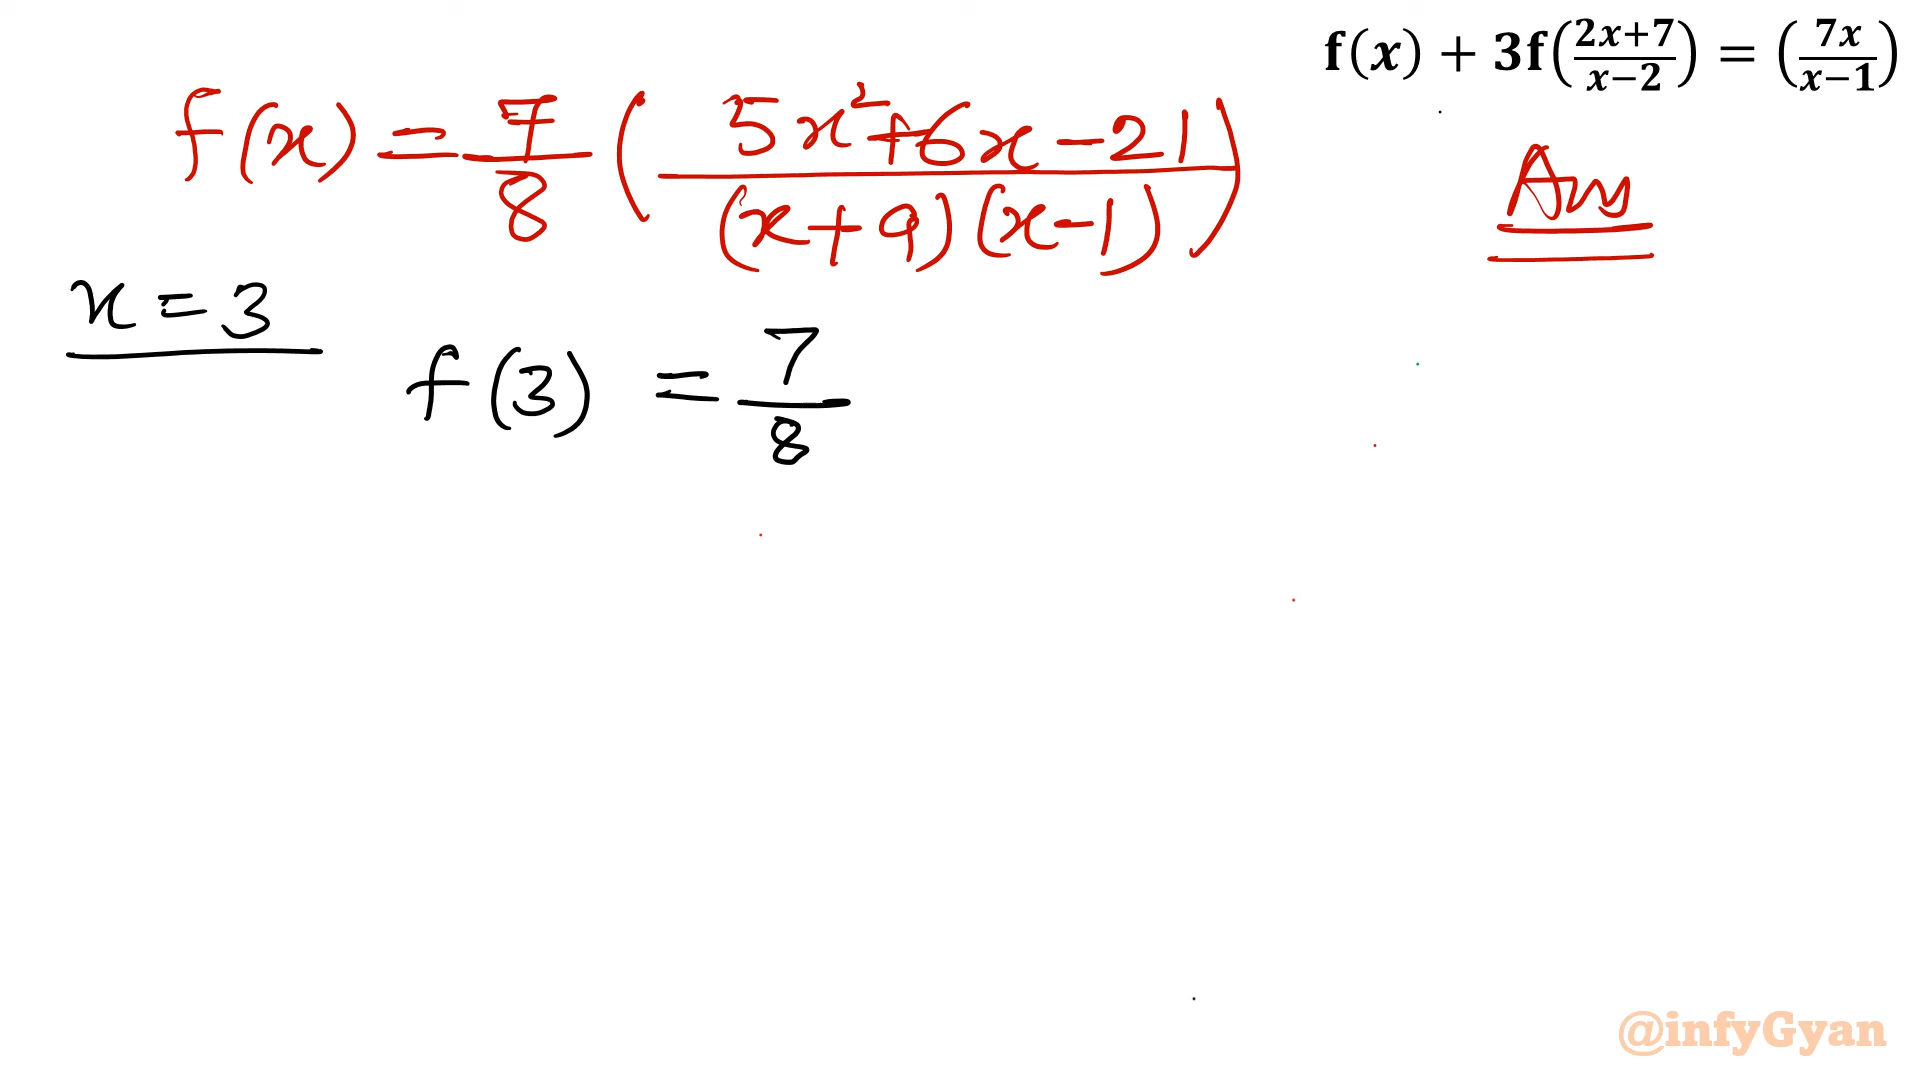 f(x) + 3f((2x+7)/(x−2)) = (7x/(x−1))
f(x) = 7/8 ( (5x²+6x−21) / ((x+9)(x−1)) ) Ans
x = 3
f(3) = 7/8
@infyGyan